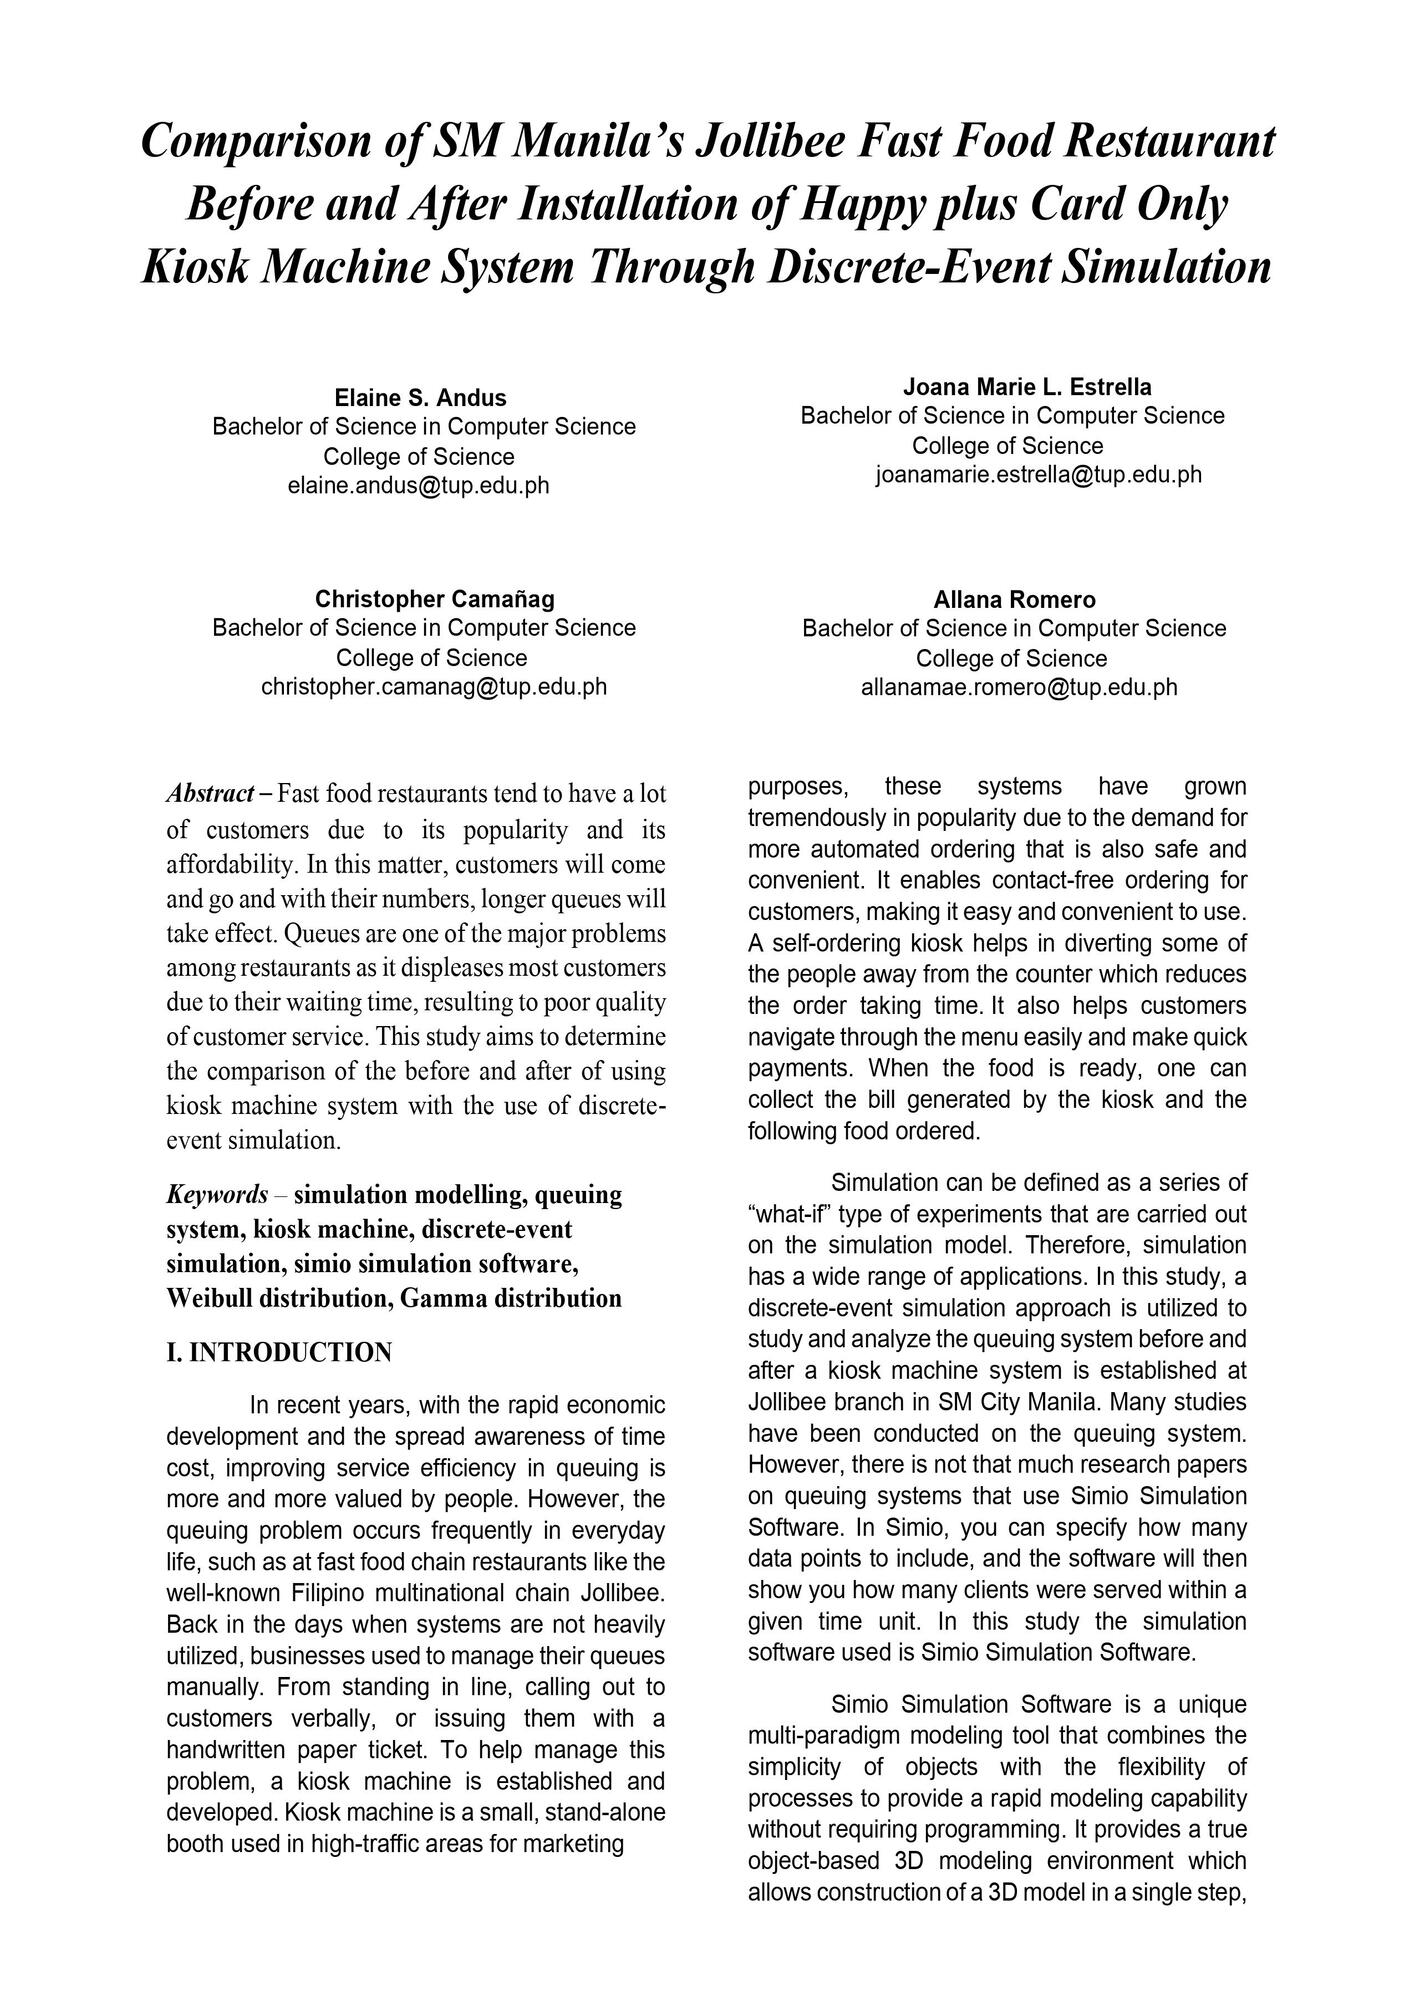 Comparison of SM Manila’s Jollibee Fast Food Restaurant
Before and After Installation of Happy plus Card Only
Kiosk Machine System Through Discrete-Event Simulation
Elaine S. Andus
Bachelor of Science in Computer Science
College of Science
elaine.andus@tup.edu.ph
Joana Marie L. Estrella
Bachelor of Science in Computer Science
College of Science
joanamarie.estrella@tup.edu.ph
Christopher Camañag
Bachelor of Science in Computer Science
College of Science
christopher.camanag@tup.edu.ph
Allana Romero
Bachelor of Science in Computer Science
College of Science
allanamae.romero@tup.edu.ph
Abstract – Fast food restaurants tend to have a lot
of customers due to its popularity and its
affordability. In this matter, customers will come
and go and with their numbers, longer queues will
take effect. Queues are one of the major problems
among restaurants as it displeases most customers
due to their waiting time, resulting to poor quality
of customer service. This study aims to determine
the comparison of the before and after of using
kiosk machine system with the use of discrete-
event simulation.
Keywords – simulation modelling, queuing
system, kiosk machine, discrete-event
simulation, simio simulation software,
Weibull distribution, Gamma distribution
I. INTRODUCTION
In recent years, with the rapid economic
development and the spread awareness of time
cost, improving service efficiency in queuing is
more and more valued by people. However, the
queuing problem occurs frequently in everyday
life, such as at fast food chain restaurants like the
well-known Filipino multinational chain Jollibee.
Back in the days when systems are not heavily
utilized, businesses used to manage their queues
manually. From standing in line, calling out to
customers verbally, or issuing them with a
handwritten paper ticket. To help manage this
problem, a kiosk machine is established and
developed. Kiosk machine is a small, stand-alone
booth used in high-traffic areas for marketing
purposes, these systems have grown
tremendously in popularity due to the demand for
more automated ordering that is also safe and
convenient. It enables contact-free ordering for
customers, making it easy and convenient to use.
A self-ordering kiosk helps in diverting some of
the people away from the counter which reduces
the order taking time. It also helps customers
navigate through the menu easily and make quick
payments. When the food is ready, one can
collect the bill generated by the kiosk and the
following food ordered.
Simulation can be defined as a series of
“what-if” type of experiments that are carried out
on the simulation model. Therefore, simulation
has a wide range of applications. In this study, a
discrete-event simulation approach is utilized to
study and analyze the queuing system before and
after a kiosk machine system is established at
Jollibee branch in SM City Manila. Many studies
have been conducted on the queuing system.
However, there is not that much research papers
on queuing systems that use Simio Simulation
Software. In Simio, you can specify how many
data points to include, and the software will then
show you how many clients were served within a
given time unit. In this study the simulation
software used is Simio Simulation Software.
Simio Simulation Software is a unique
multi-paradigm modeling tool that combines the
simplicity of objects with the flexibility of
processes to provide a rapid modeling capability
without requiring programming. It provides a true
object-based 3D modeling environment which
allows construction of a 3D model in a single step,